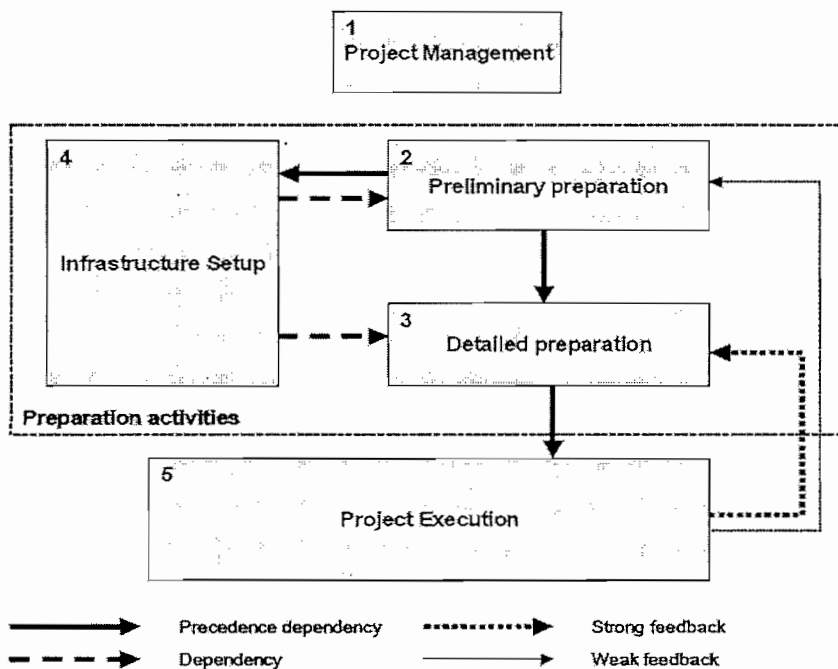 1
Project Management
4
2
Preliminary preparation
Infrastructure Setup
3
Detailed preparation
Preparation activities
5
Project Execution
Precedence dependency
Strong feedback
Dependency
Weak feedback